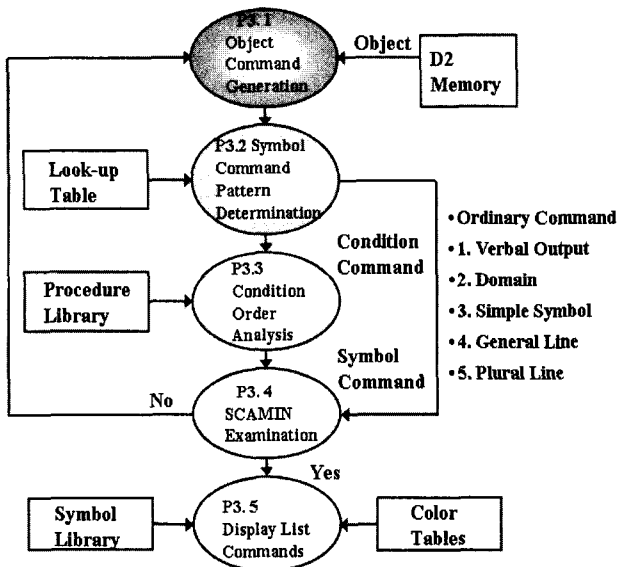 P3. 1
Object
Command
Generation
Object
D2
Memory
P3.2 Symbol
Command
Pattern
Determination
Look-up
Table
Condition
Command
•Ordinary Command
•1. Verbal Output
•2. Domain
•3. Simple Symbol
•4. General Line
•5. Plural Line
P3.3
Condition
Order
Analysis
Procedure
Library
Symbol
Command
No
P3. 4
SCAMIN
Examination
Yes
Symbol
Library
P3. 5
Display List
Commands
Color
Tables